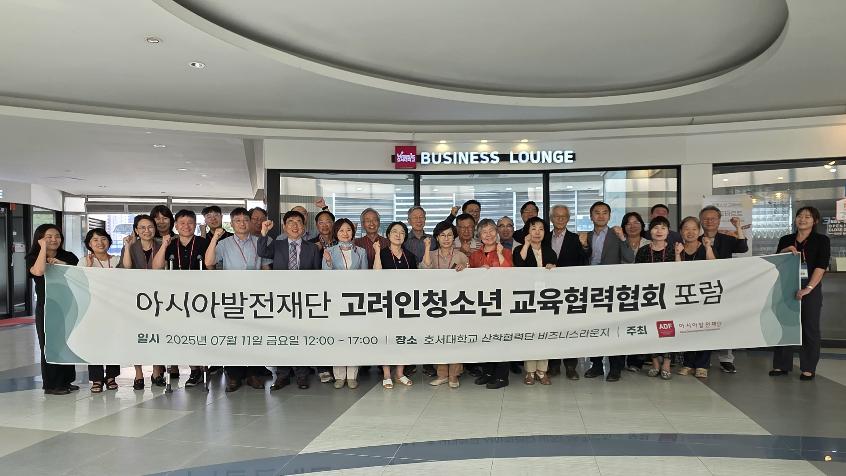 BUSINESS LOUNGE
아시아발전재단 고려인청소년 교육협력협회 포럼
일시 2025년 07월 11일 금요일 12:00 - 17:00 | 장소 호서대학교 산학협력단 비즈니스라운지 | 주최 ADF 아시아발전재단